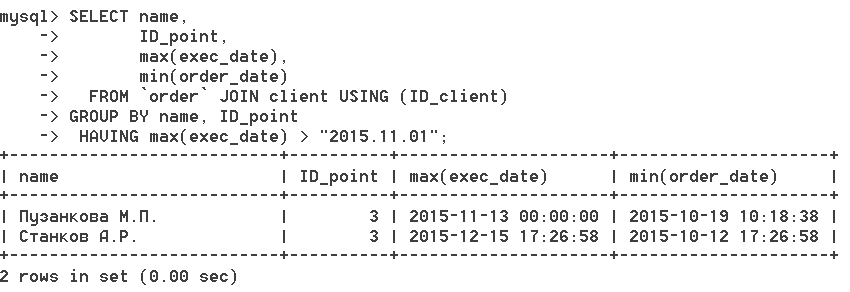 mysql> SELECT name,
    ->        ID_point,
    ->        max(exec_date),
    ->        min(order_date)
    ->   FROM `order` JOIN client USING (ID_client)
    -> GROUP BY name, ID_point
    ->  HAVING max(exec_date) > "2015.11.01";
+---------------------------+----------+---------------------+---------------------+
| name                      | ID_point | max(exec_date)      | min(order_date)     |
+---------------------------+----------+---------------------+---------------------+
| Пузанкова М.П.            |        3 | 2015-11-13 00:00:00 | 2015-10-19 10:18:38 |
| Станков А.Р.              |        3 | 2015-12-15 17:26:58 | 2015-10-12 17:26:58 |
+---------------------------+----------+---------------------+---------------------+
2 rows in set (0.00 sec)